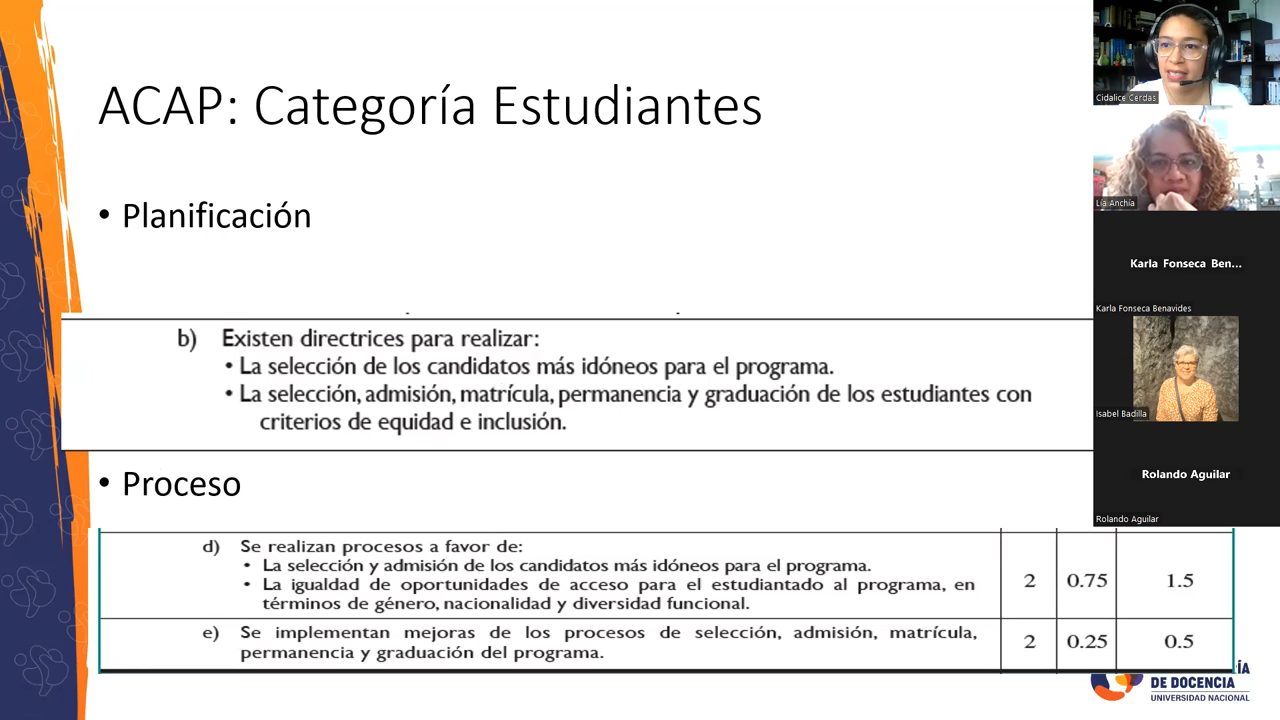 ACAP: Categoría Estudiantes
• Planificación
b) Existen directrices para realizar:
• La selección de los candidatos más idóneos para el programa.
• La selección, admisión, matrícula, permanencia y graduación de los estudiantes con
criterios de equidad e inclusión.
• Proceso
d) Se realizan procesos a favor de:
• La selección y admisión de los candidatos más idóneos para el programa.
• La igualdad de oportunidades de acceso para el estudiantado al programa, en
términos de género, nacionalidad y diversidad funcional.
2 0.75 1.5
e) Se implementan mejoras de los procesos de selección, admisión, matrícula,
permanencia y graduación del programa.
2 0.25 0.5
Cidalice Cerdas
Lia Anchía
Karla Fonseca Ben...
Karla Fonseca Benavides
Isabel Badilla
Rolando Aguilar
Rolando Aguilar
DE DOCENCIA
UNIVERSIDAD NACIONAL